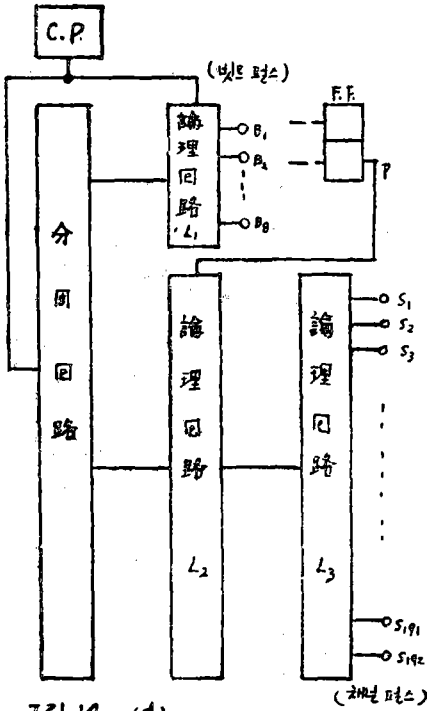 C.P.
(빗트 펄스)
F.F.
論理回路 L₁
B₁
B₂
B₈
P
分周回路
論理回路 L₂
論理回路 L₃
S₁
S₂
S₃
S₁₉₁
S₁₉₂
(채널 펄스)